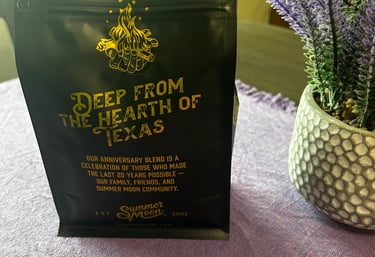 DEEP FROM
THE HEARTH OF
TEXAS
OUR ANNIVERSARY BLEND IS A
CELEBRATION OF THOSE WHO MADE
THE LAST 20 YEARS POSSIBLE —
OUR FAMILY, FRIENDS, AND
SUMMER MOON COMMUNITY.
EST Summer Moon 2002